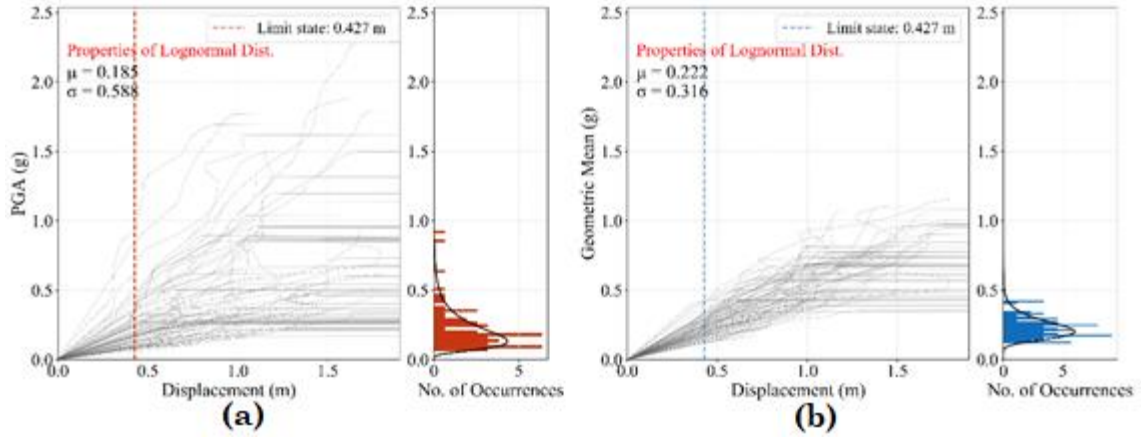 2.5
2.0
1.5
1.0
0.5
0.0
PGA (g)
Limit state: 0.427 m
Properties of Lognormal Dist.
μ = 0.185
σ = 0.588
0.0 0.5 1.0 1.5
Displacement (m)
2.5
2.0
1.5
1.0
0.5
0.0
0 5
No. of Occurrences
(a)
2.5
2.0
1.5
1.0
0.5
0.0
Geometric Mean (g)
Limit state: 0.427 m
Properties of Lognormal Dist.
μ = 0.222
σ = 0.316
0.0 0.5 1.0 1.5
Displacement (m)
2.5
2.0
1.5
1.0
0.5
0.0
0 5
No. of Occurrences
(b)